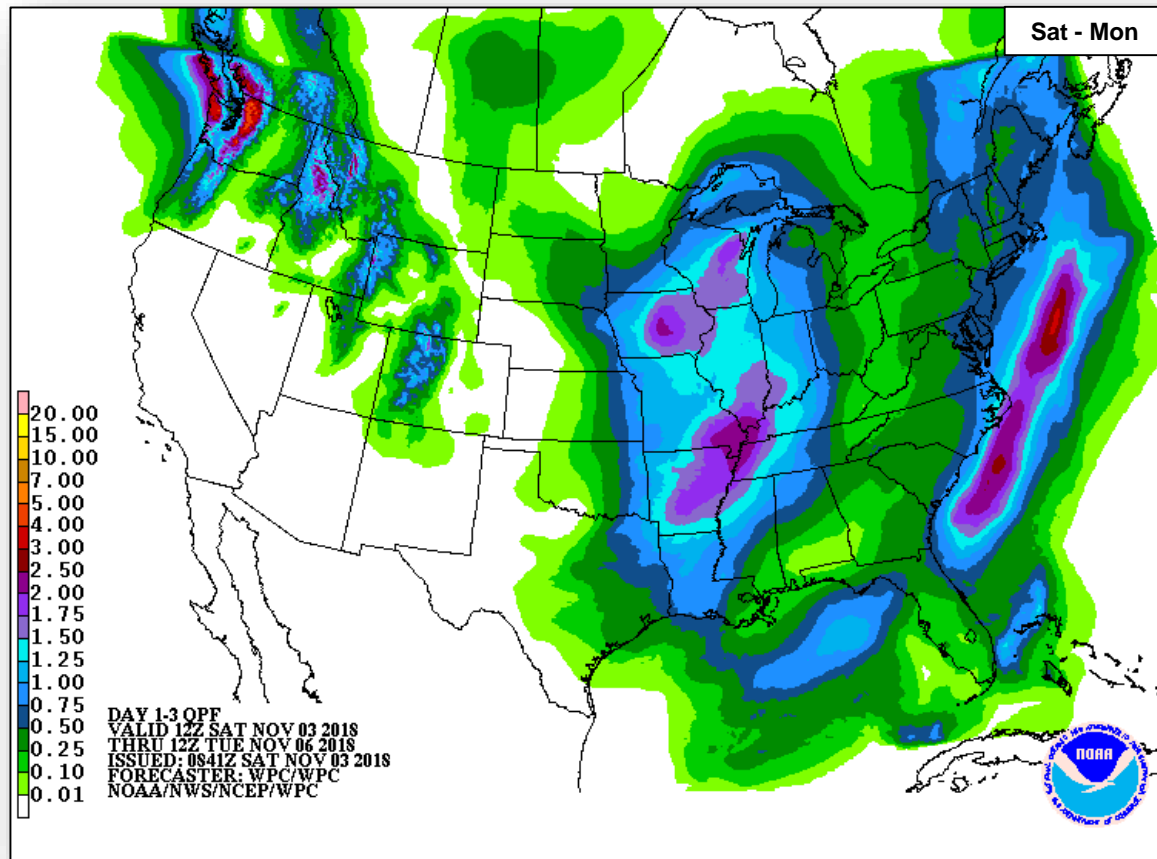 Sat - Mon
20.00
15.00
10.00
7.00
5.00
4.00
3.00
2.50
2.00
1.75
1.50
1.25
1.00
0.75
0.50
0.25
0.10
0.01
DAY 1-3 QPF
VALID 12Z SAT NOV 03 2018
THRU 12Z TUE NOV 06 2018
ISSUED: 0841Z SAT NOV 03 2018
FORECASTER: WPC/WPC
NOAA/NWS/NCEP/WPC
NOAA